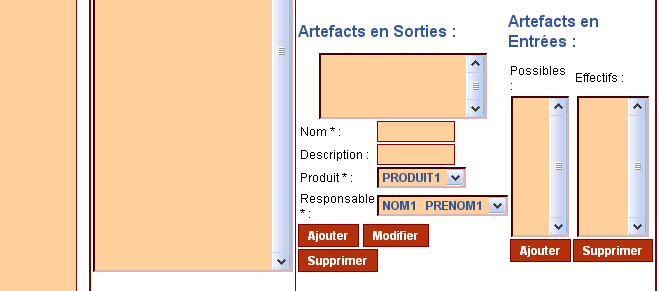 Artefacts en Sorties :
Nom * :
Description :
Produit * : PRODUIT1
Responsable
* : NOM1 PRENOM1
Ajouter Modifier
Supprimer
Artefacts en
Entrées :
Possibles
:
Effectifs :
Ajouter Supprimer